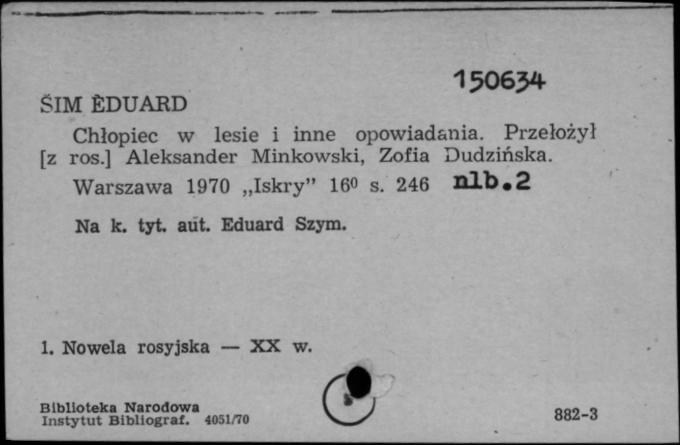 150634
ŠIM ÈDUARD
Chłopiec w lesie i inne opowiadania. Przełożył
[z ros.] Aleksander Minkowski, Zofia Dudzińska.
Warszawa 1970 „Iskry” 16⁰ s. 246 nlb.2
Na k. tyt. aut. Eduard Szym.
1. Nowela rosyjska — XX w.
Biblioteka Narodowa
Instytut Bibliograf. 4051/70
882-3